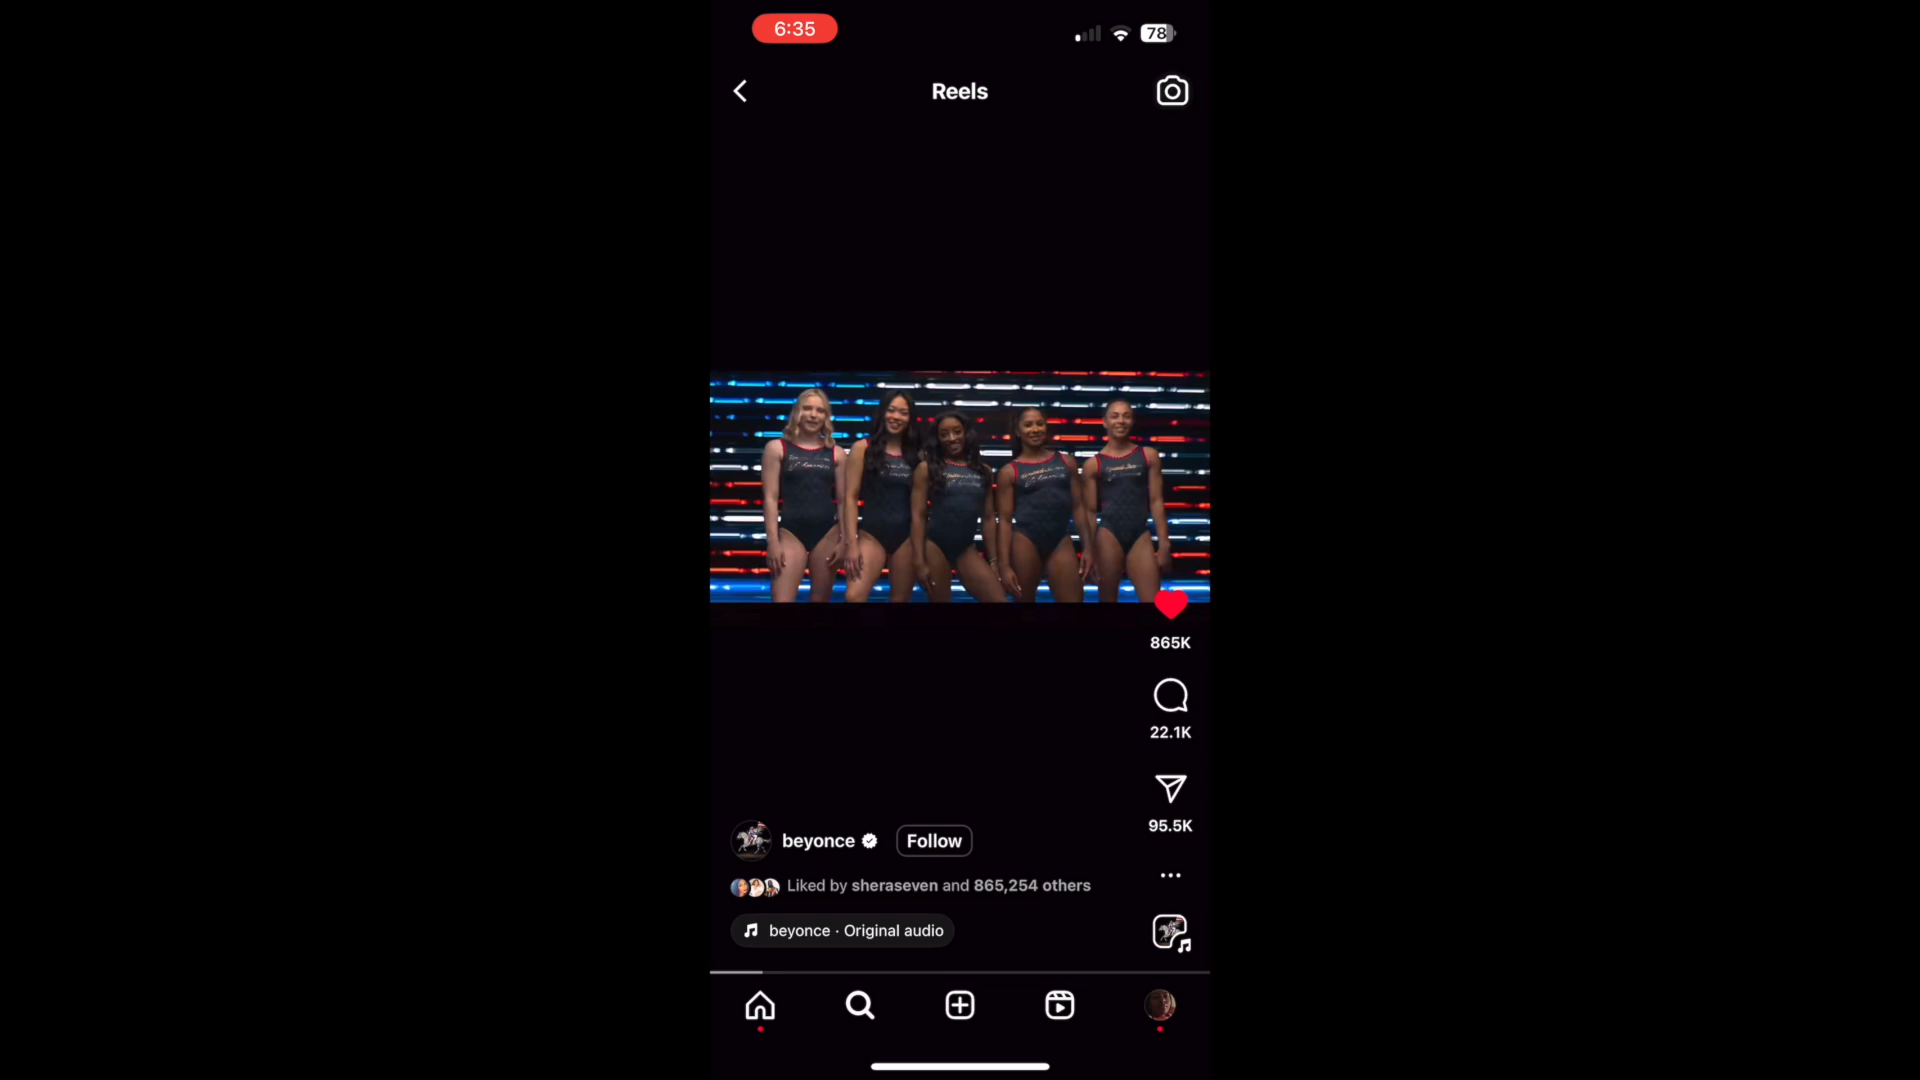 6:35
78
Reels
865K
22.1K
95.5K
beyonce Follow
Liked by sheraseven and 865,254 others
beyonce · Original audio